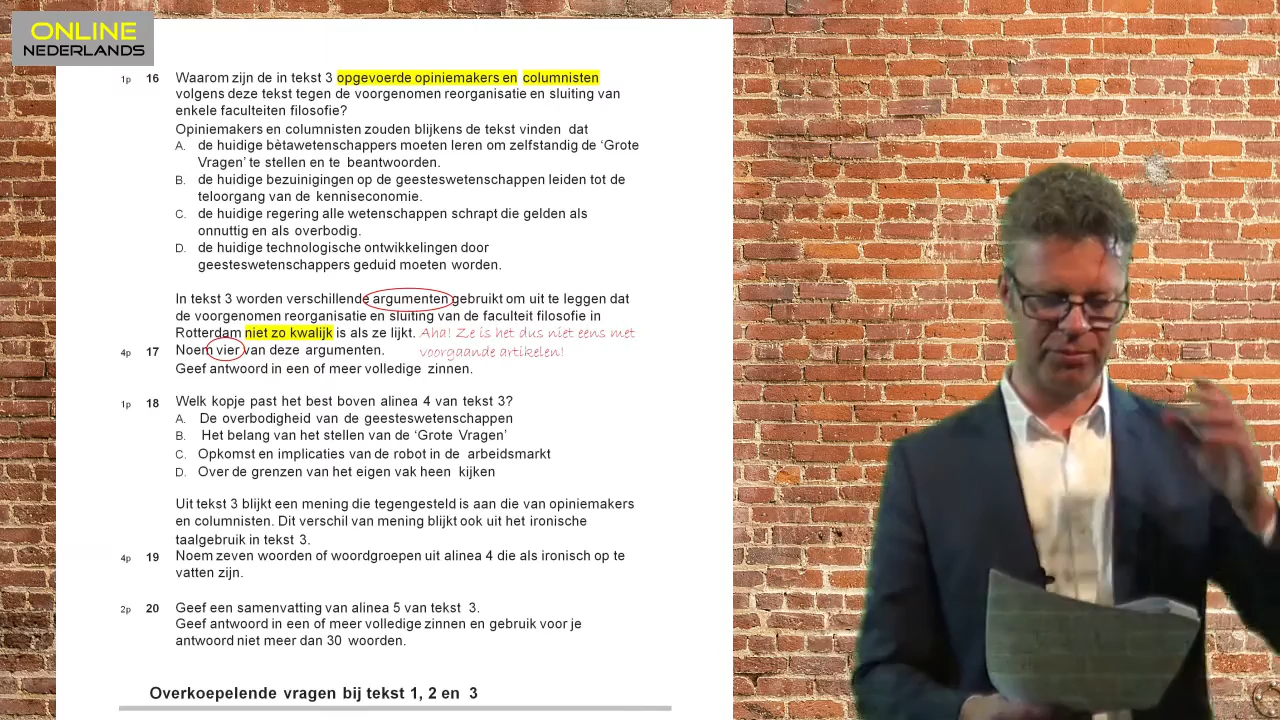 ONLINE
NEDERLANDS
1p 16 Waarom zijn de in tekst 3 opgevoerde opiniemakers en columnisten
volgens deze tekst tegen de voorgenomen reorganisatie en sluiting van
enkele faculteiten filosofie?
Opiniemakers en columnisten zouden blijkens de tekst vinden dat
A. de huidige bètawetenschappers moeten leren om zelfstandig de ‘Grote
Vragen’ te stellen en te beantwoorden.
B. de huidige bezuinigingen op de geesteswetenschappen leiden tot de
teloorgang van de kenniseconomie.
C. de huidige regering alle wetenschappen schrapt die gelden als
onnuttig en als overbodig.
D. de huidige technologische ontwikkelingen door
geesteswetenschappers geduid moeten worden.
In tekst 3 worden verschillende argumenten gebruikt om uit te leggen dat
de voorgenomen reorganisatie en sluiting van de faculteit filosofie in
Rotterdam niet zo kwalijk is als ze lijkt. Aha! Ze is het dus niet eens met
4p 17 Noem vier van deze argumenten. voorgaande artikelen!
Geef antwoord in een of meer volledige zinnen.
1p 18 Welk kopje past het best boven alinea 4 van tekst 3?
A. De overbodigheid van de geesteswetenschappen
B. Het belang van het stellen van de ‘Grote Vragen’
C. Opkomst en implicaties van de robot in de arbeidsmarkt
D. Over de grenzen van het eigen vak heen kijken
Uit tekst 3 blijkt een mening die tegengesteld is aan die van opiniemakers
en columnisten. Dit verschil van mening blijkt ook uit het ironische
taalgebruik in tekst 3.
4p 19 Noem zeven woorden of woordgroepen uit alinea 4 die als ironisch op te
vatten zijn.
2p 20 Geef een samenvatting van alinea 5 van tekst 3.
Geef antwoord in een of meer volledige zinnen en gebruik voor je
antwoord niet meer dan 30 woorden.
Overkoepelende vragen bij tekst 1, 2 en 3